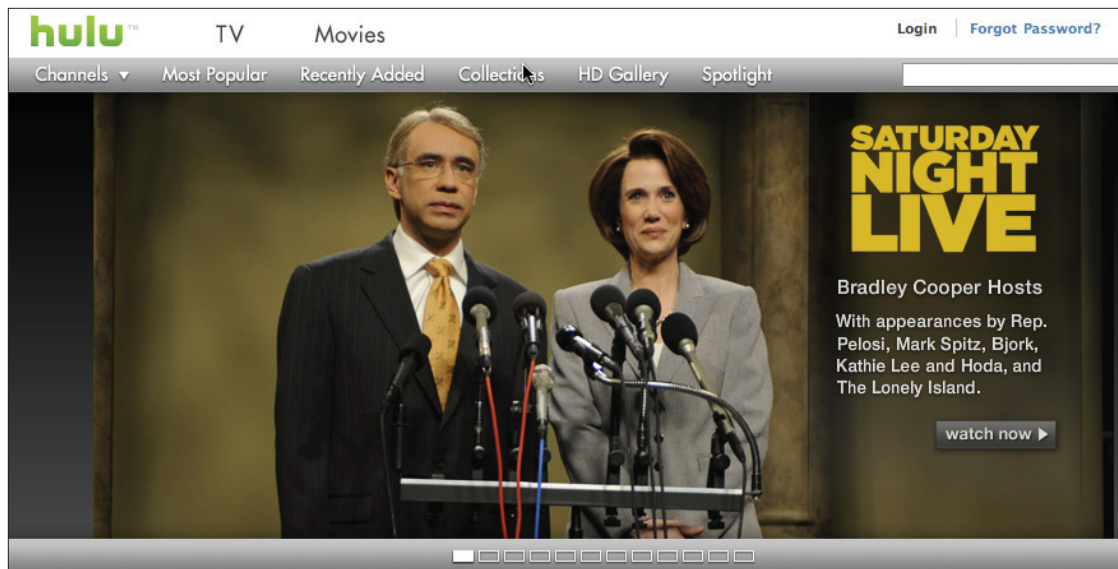 hulu™
TV Movies
Login Forgot Password?
Channels ▼ Most Popular Recently Added Collections HD Gallery Spotlight
SATURDAY
NIGHT
LIVE
Bradley Cooper Hosts
With appearances by Rep.
Pelosi, Mark Spitz, Bjork,
Kathie Lee and Hoda, and
The Lonely Island.
watch now ▶